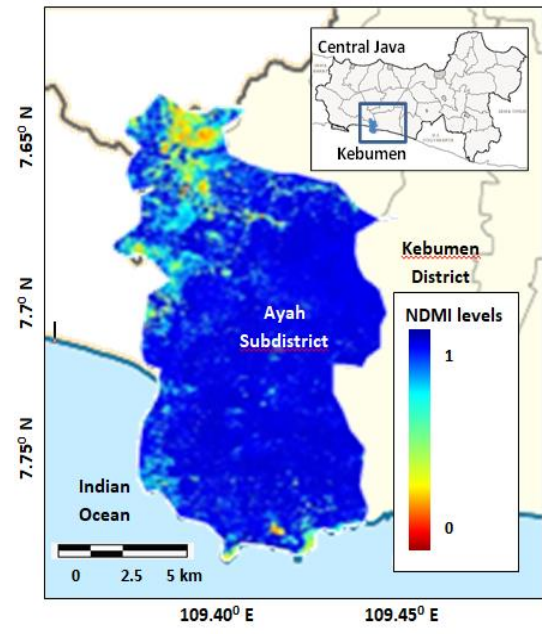 Central Java
Kebumen
7.65⁰ N
Kebumen
District
Ayah
Subdistrict
NDMI levels
1
0
7.7⁰ N
7.75⁰ N
Indian
Ocean
0 2.5 5 km
109.40⁰ E 109.45⁰ E